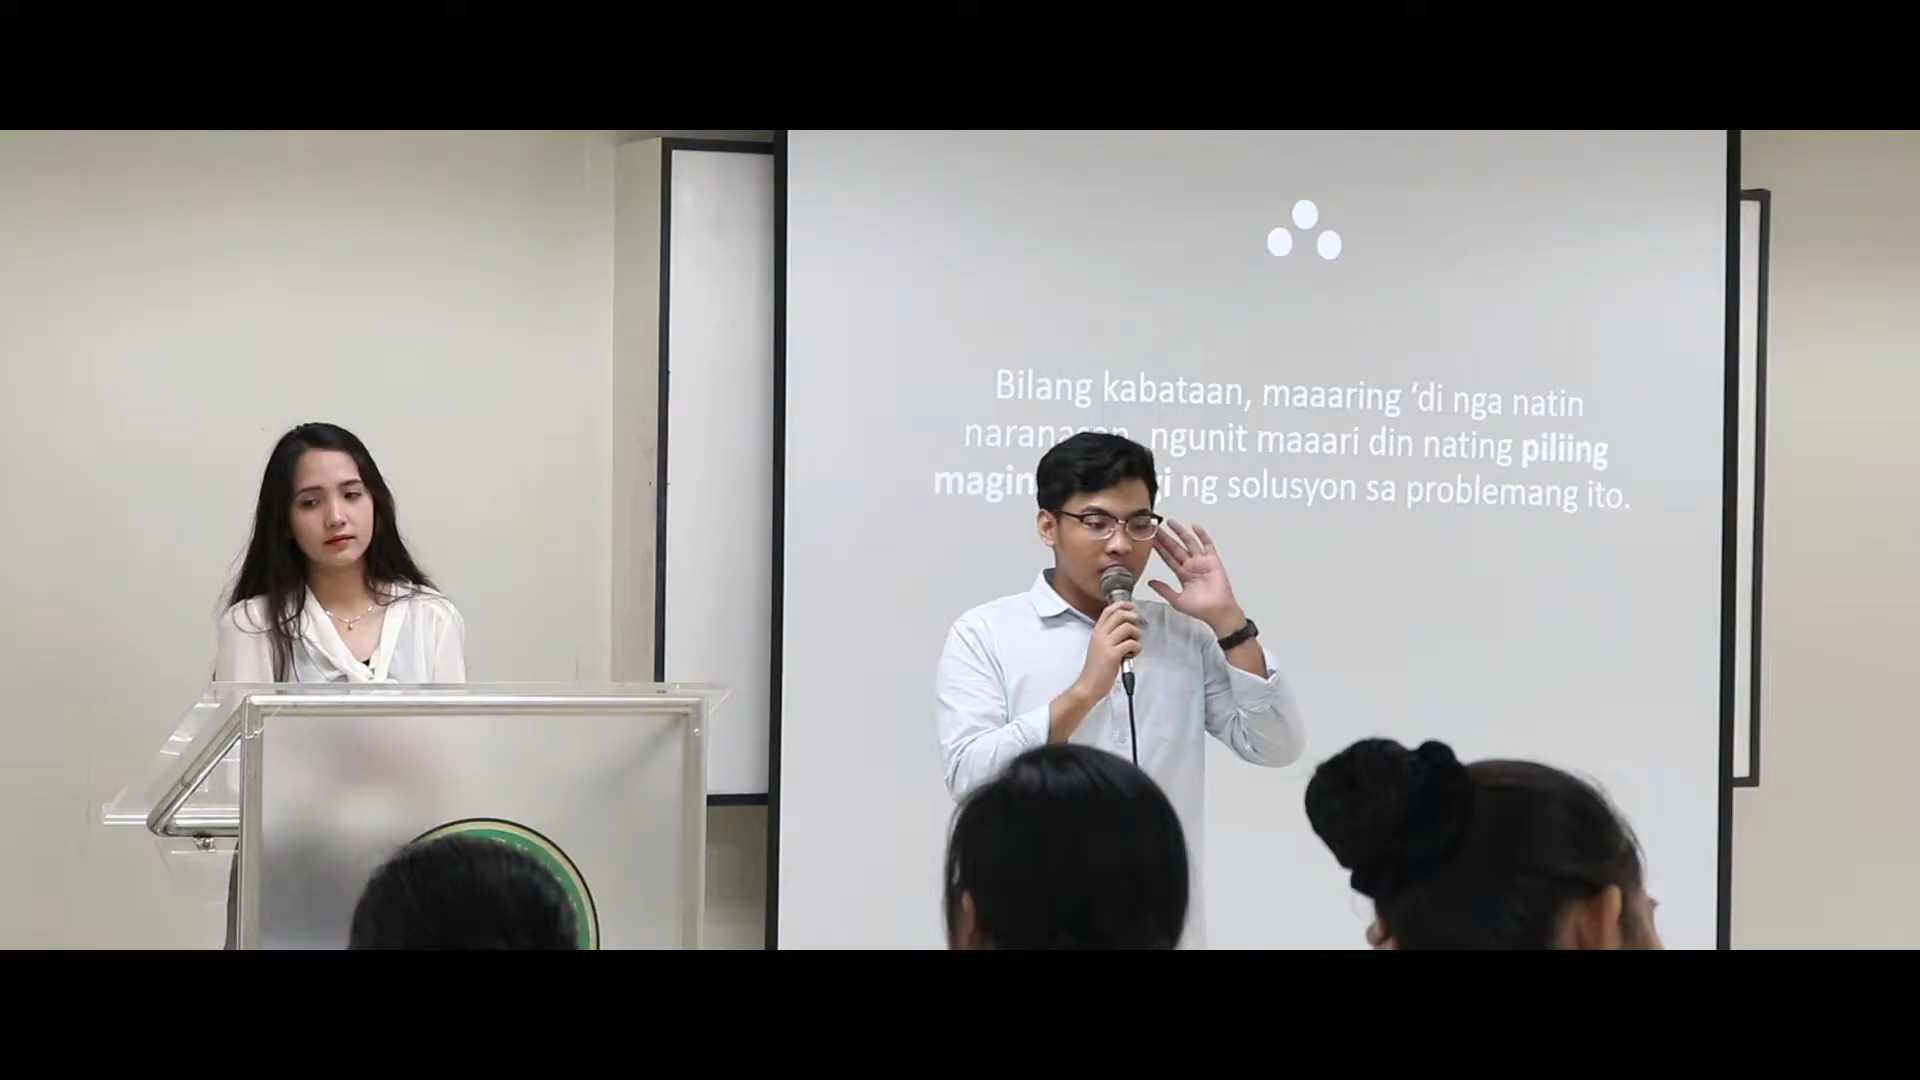 Bilang kabataan, maaaring ‘di nga natin
ngunit maaari din nating piliing
ng solusyon sa problemang ito.